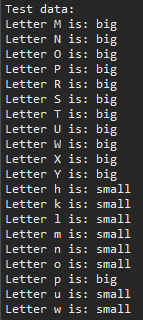 Test data:
Letter M is: big
Letter N is: big
Letter O is: big
Letter P is: big
Letter R is: big
Letter S is: big
Letter T is: big
Letter U is: big
Letter W is: big
Letter X is: big
Letter Y is: big
Letter h is: small
Letter k is: small
Letter l is: small
Letter m is: small
Letter n is: small
Letter o is: small
Letter p is: big
Letter u is: small
Letter w is: small